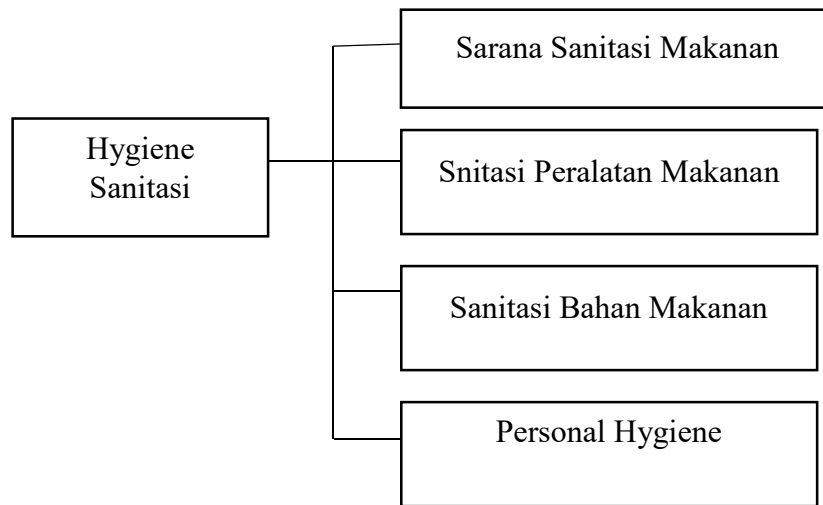 Sarana Sanitasi Makanan
Hygiene
Sanitasi
Snitasi Peralatan Makanan
Sanitasi Bahan Makanan
Personal Hygiene